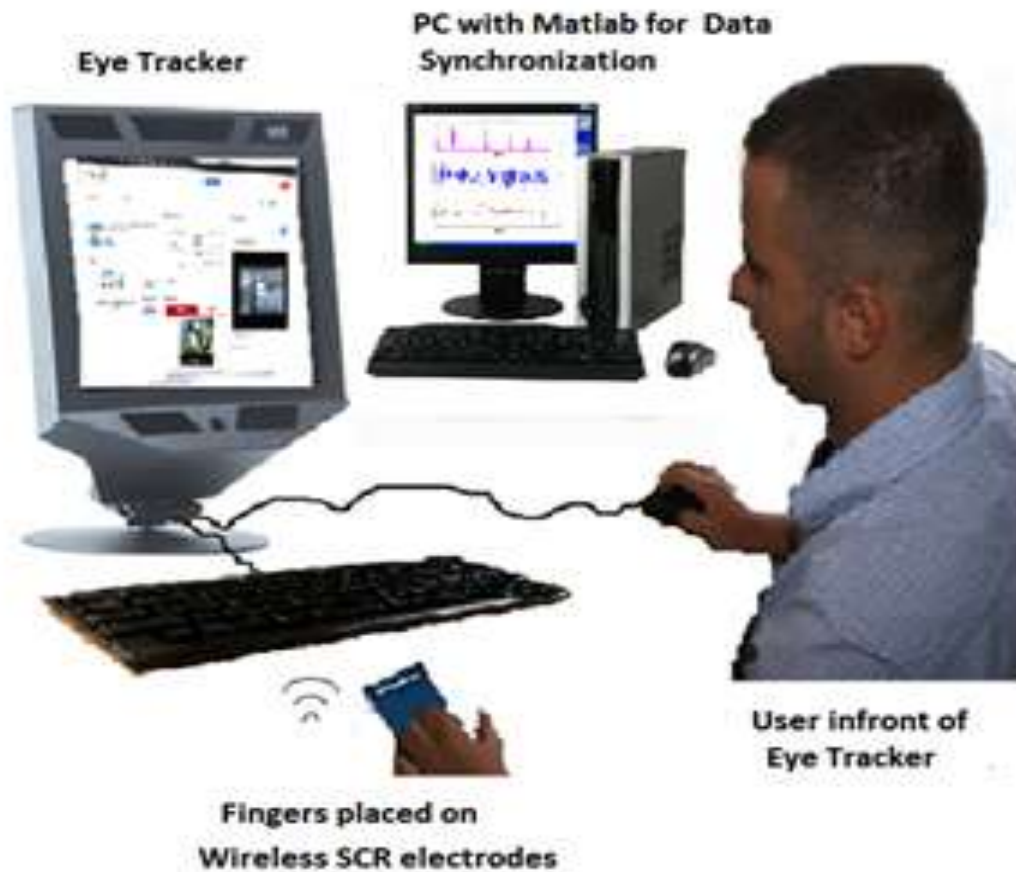 PC with Matlab for Data
Synchronization
Eye Tracker
User infront of
Eye Tracker
Fingers placed on
Wireless SCR electrodes